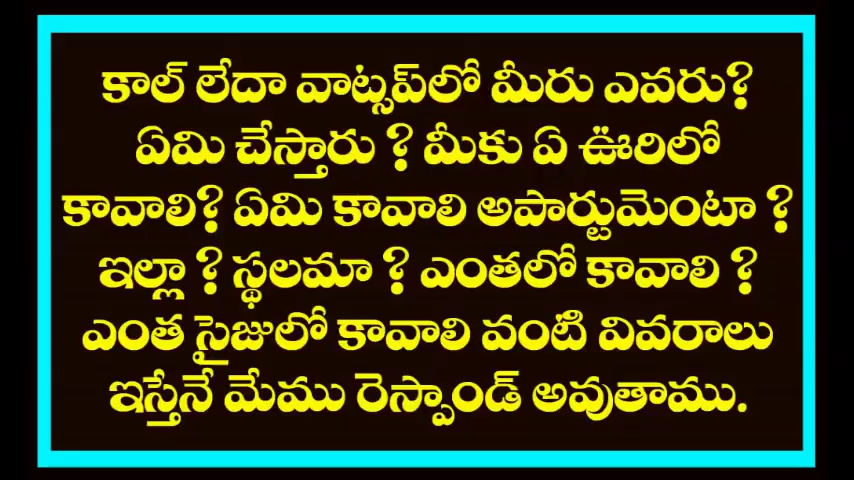 కాల్ లేదా వాట్సప్‌లో మీరు ఎవరు?
ఏమి చేస్తారు ? మీకు ఏ ఊరిలో
కావాలి? ఏమి కావాలి అపార్టుమెంటా ?
ఇల్లా ? స్థలమా ? ఎంతలో కావాలి ?
ఎంత సైజులో కావాలి వంటి వివరాలు
ఇస్తేనే మేము రెస్పాండ్ అవుతాము.